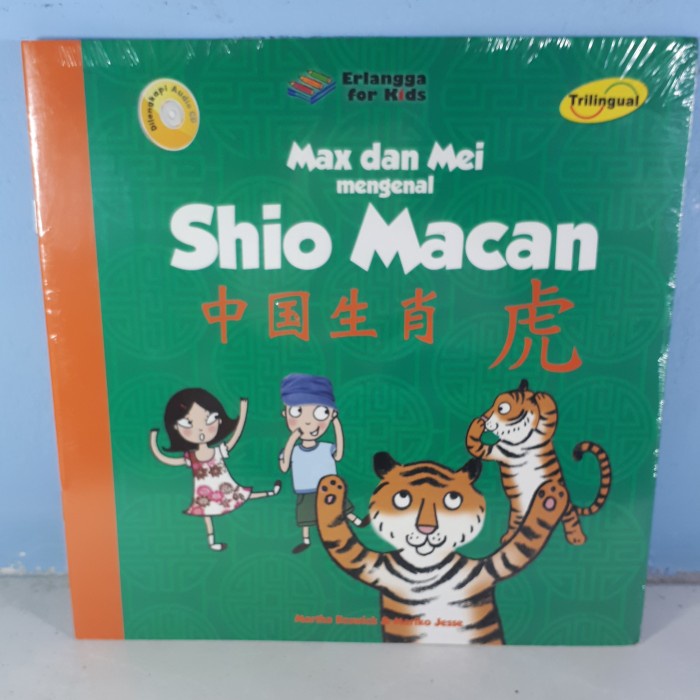 Dilengkapi Audio CD
Erlangga
for Kids
Trilingual
Max dan Mei
mengenal
Shio Macan
中国生肖 虎